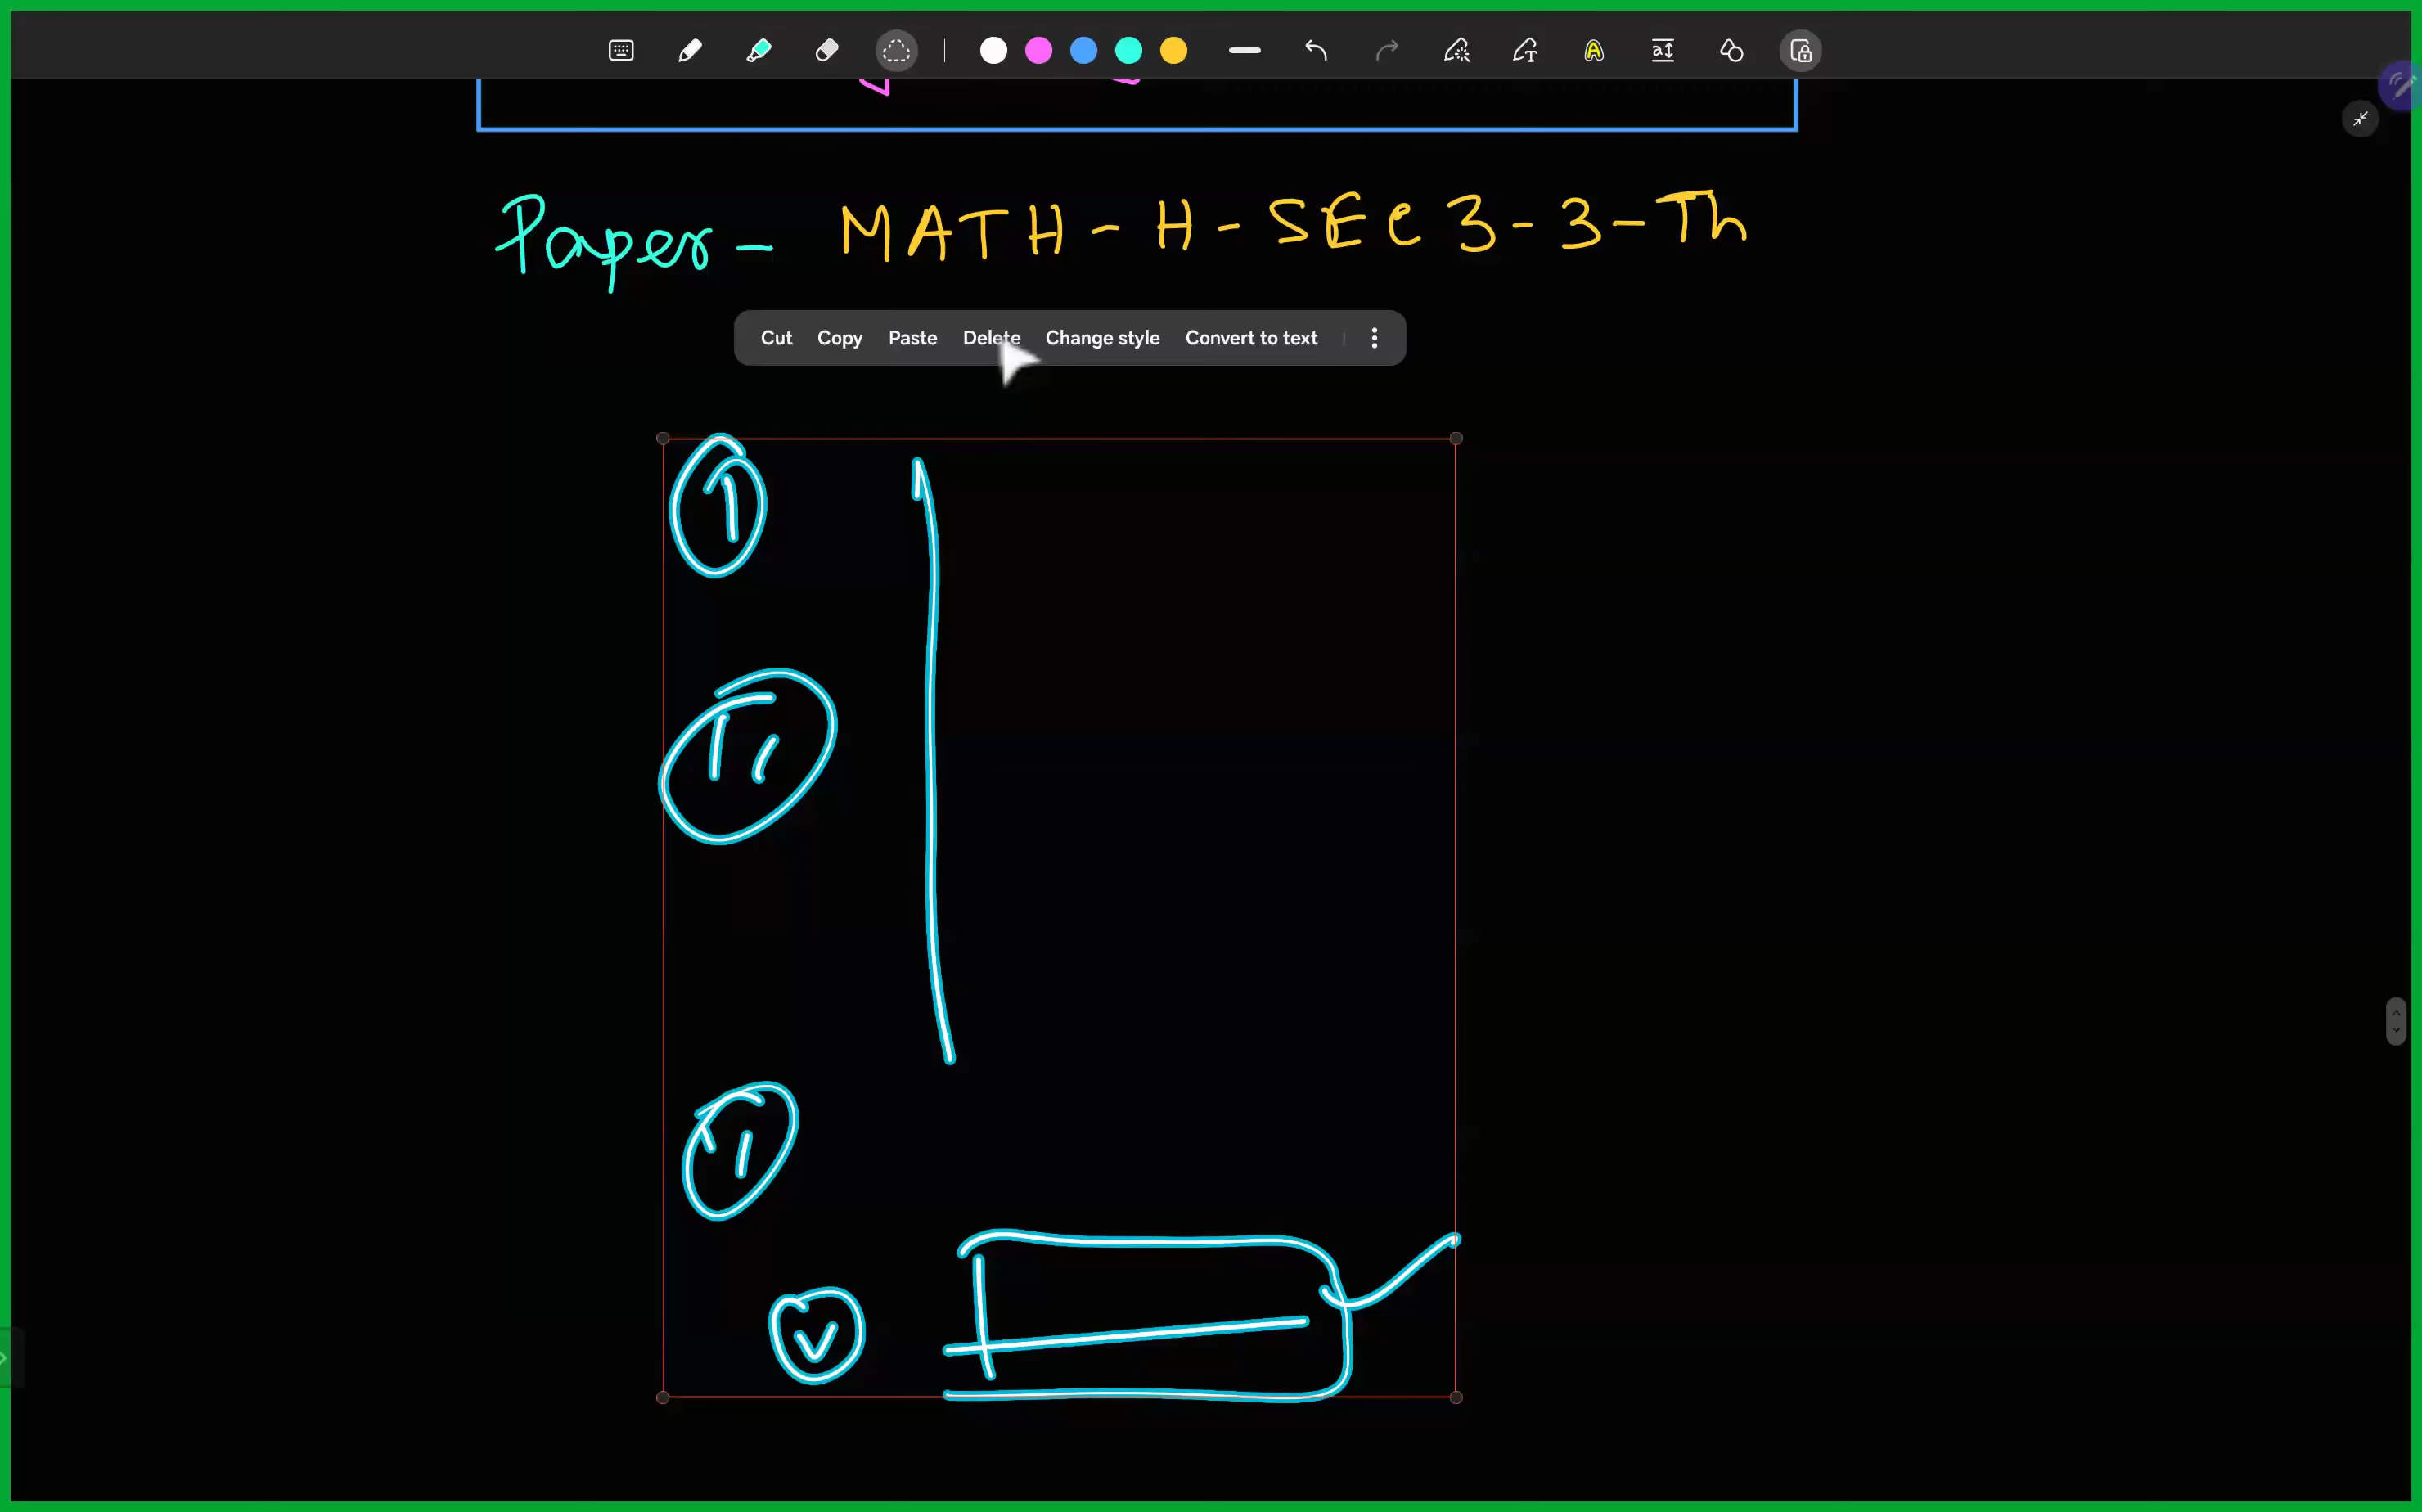 Paper - MATH - H - SEC 3 - 3 - Th
Cut Copy Paste Delete Change style Convert to text
V